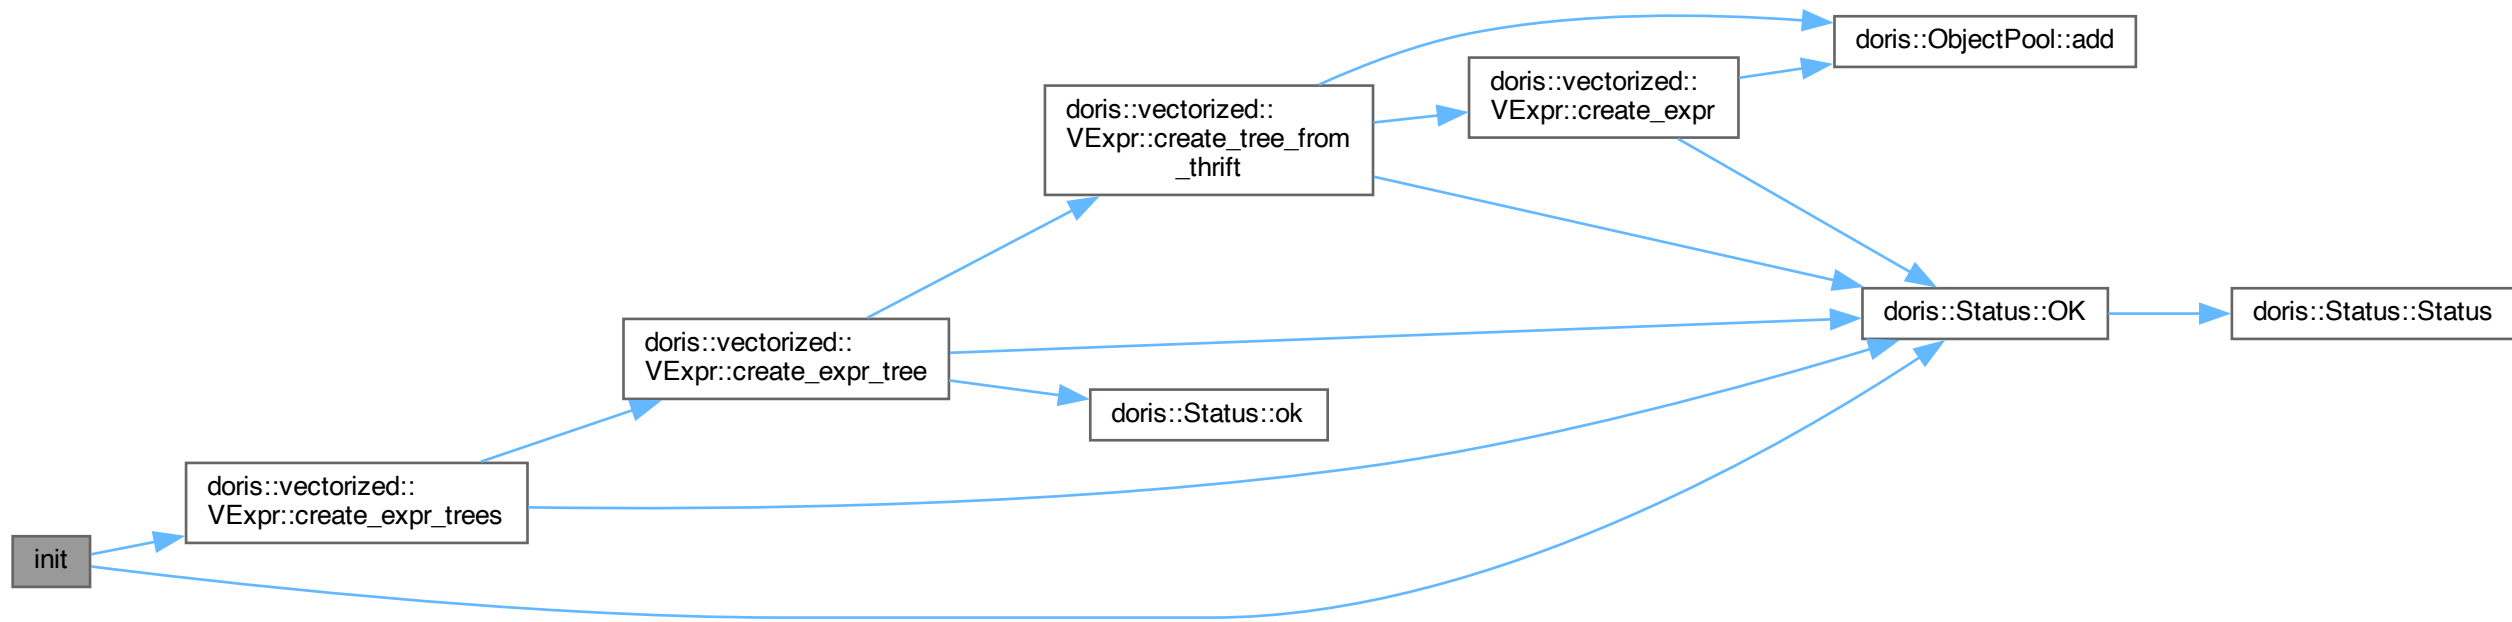 init
doris::vectorized::
VExpr::create_expr_trees
doris::vectorized::
VExpr::create_expr_tree
doris::vectorized::
VExpr::create_tree_from
_thrift
doris::vectorized::
VExpr::create_expr
doris::ObjectPool::add
doris::Status::OK
doris::Status::Status
doris::Status::ok